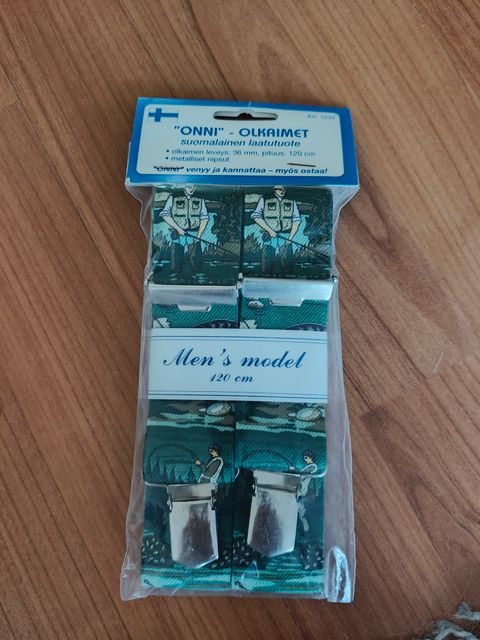 Art. 1234
"ONNI" - OLKAIMET
suomalainen laatutuote
• olkaimen leveys: 36 mm, pituus: 120 cm
• metalliset nipsut
"ONNI" venyy ja kannattaa – myös ostaa!
Men's model
120 cm